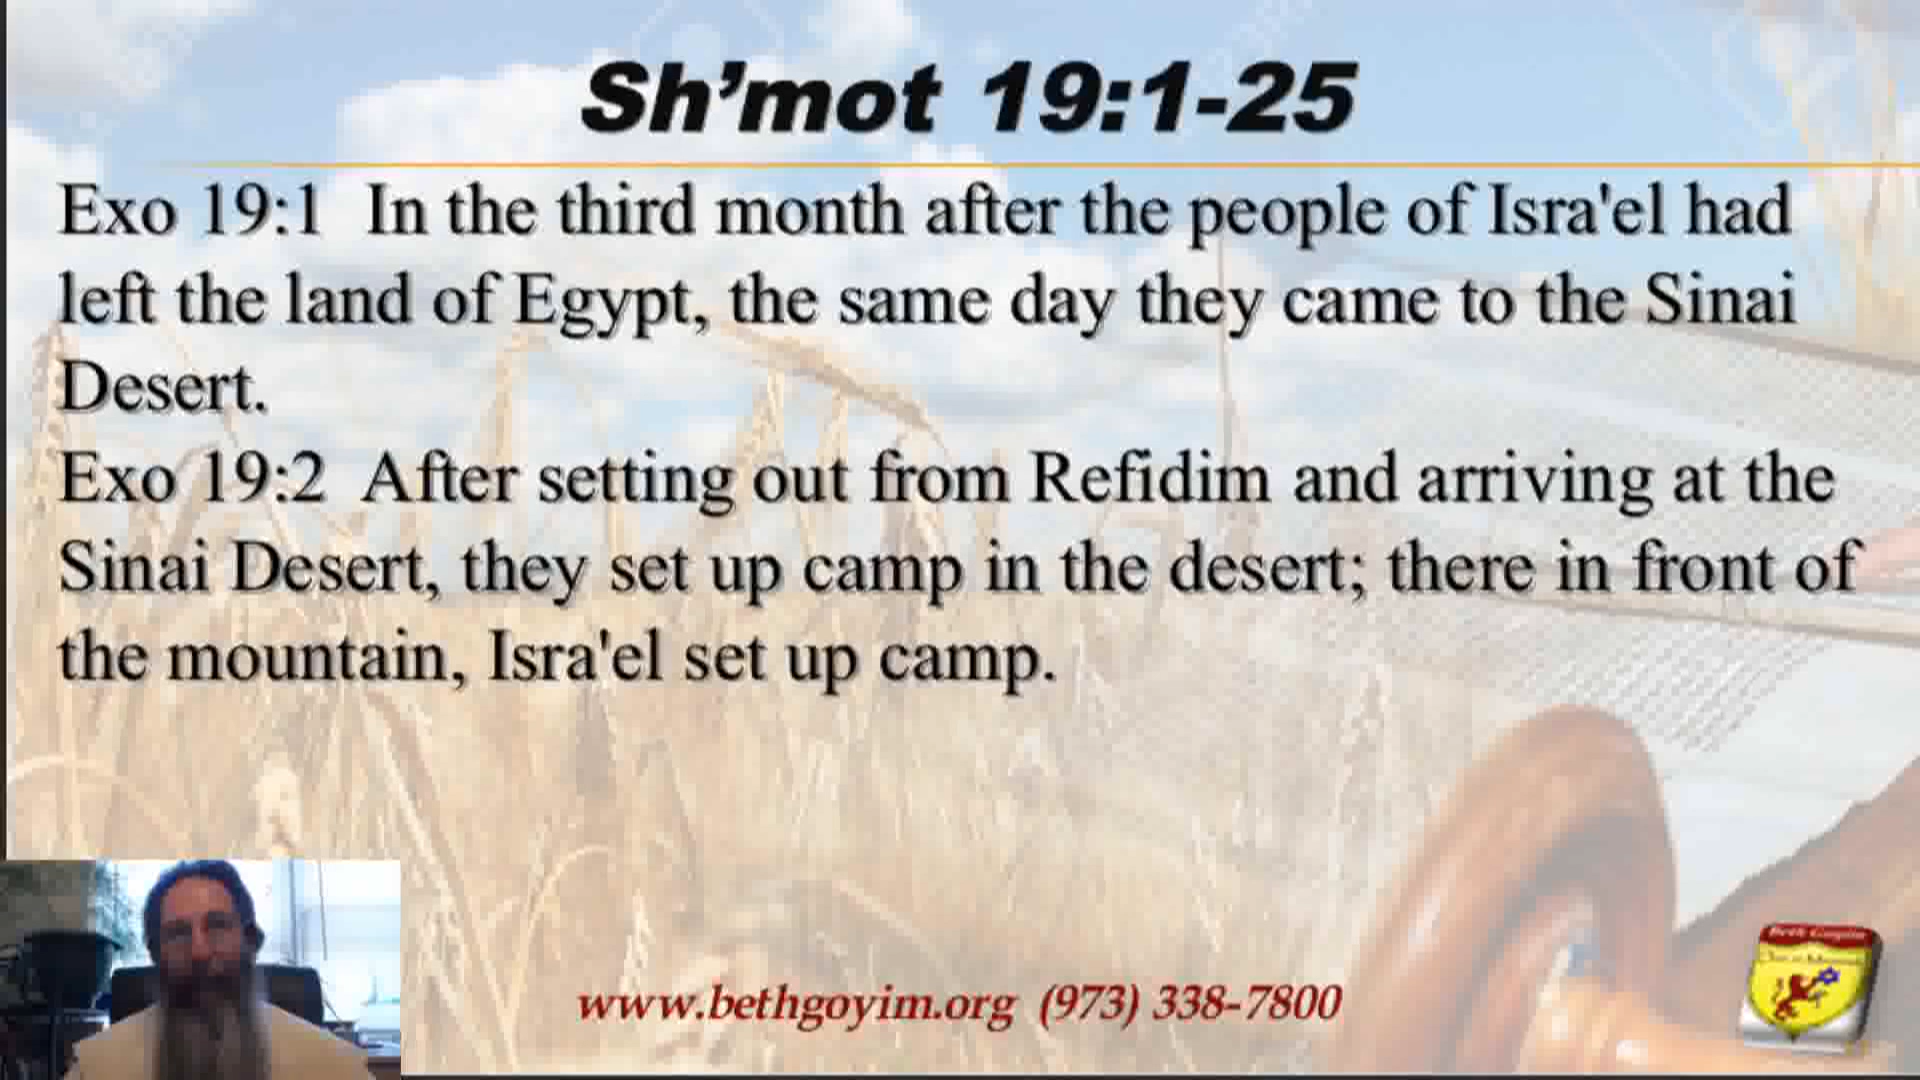 Sh’mot 19:1-25
Exo 19:1 In the third month after the people of Isra'el had
left the land of Egypt, the same day they came to the Sinai
Desert.
Exo 19:2 After setting out from Refidim and arriving at the
Sinai Desert, they set up camp in the desert; there in front of
the mountain, Isra'el set up camp.
www.bethgoyim.org (973) 338-7800
Beth Goyim